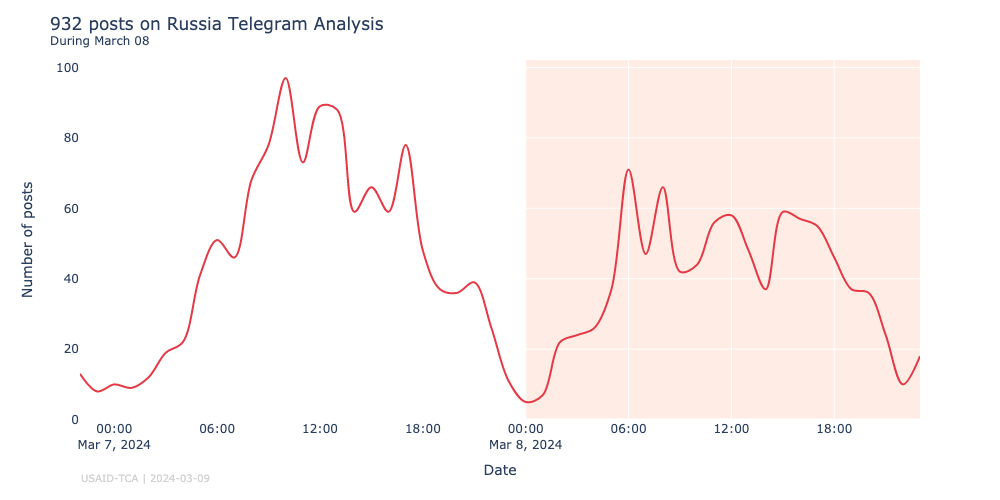 932 posts on Russia Telegram Analysis
During March 08
100
80
60
40
20
0
Number of posts
00:00 06:00 12:00 18:00 00:00 06:00 12:00 18:00
Mar 7, 2024 Mar 8, 2024
Date
USAID-TCA | 2024-03-09